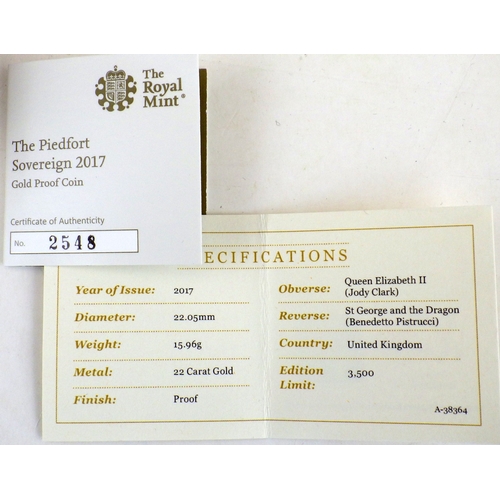 The
Royal
Mint®
The Piedfort
Sovereign 2017
Gold Proof Coin
Certificate of Authenticity
No. 2548
ECIFICATIONS
Year of Issue: 2017
Diameter: 22.05mm
Weight: 15.96g
Metal: 22 Carat Gold
Finish: Proof
Obverse: Queen Elizabeth II
(Jody Clark)
Reverse: St George and the Dragon
(Benedetto Pistrucci)
Country: United Kingdom
Edition 3,500
Limit:
A-38364